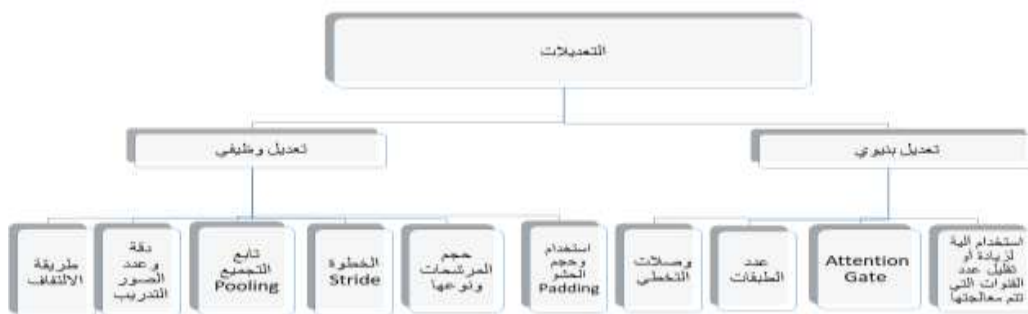 التعديلات
تعديل بنيوي
تعديل وظيفي
استخدام الية
لزيادة أو
تقليل عدد
القنوات التي
تتم معالجتها
Attention
Gate
عدد
الطبقات
وصلات
التخطي
استخدام
وحجم
الحشو
Padding
حجم
المرشحات
ونوعها
الخطوة
Stride
تابع
التجميع
Pooling
دقة
وعدد
الصور
التدريب
طريقة
الالتفاف